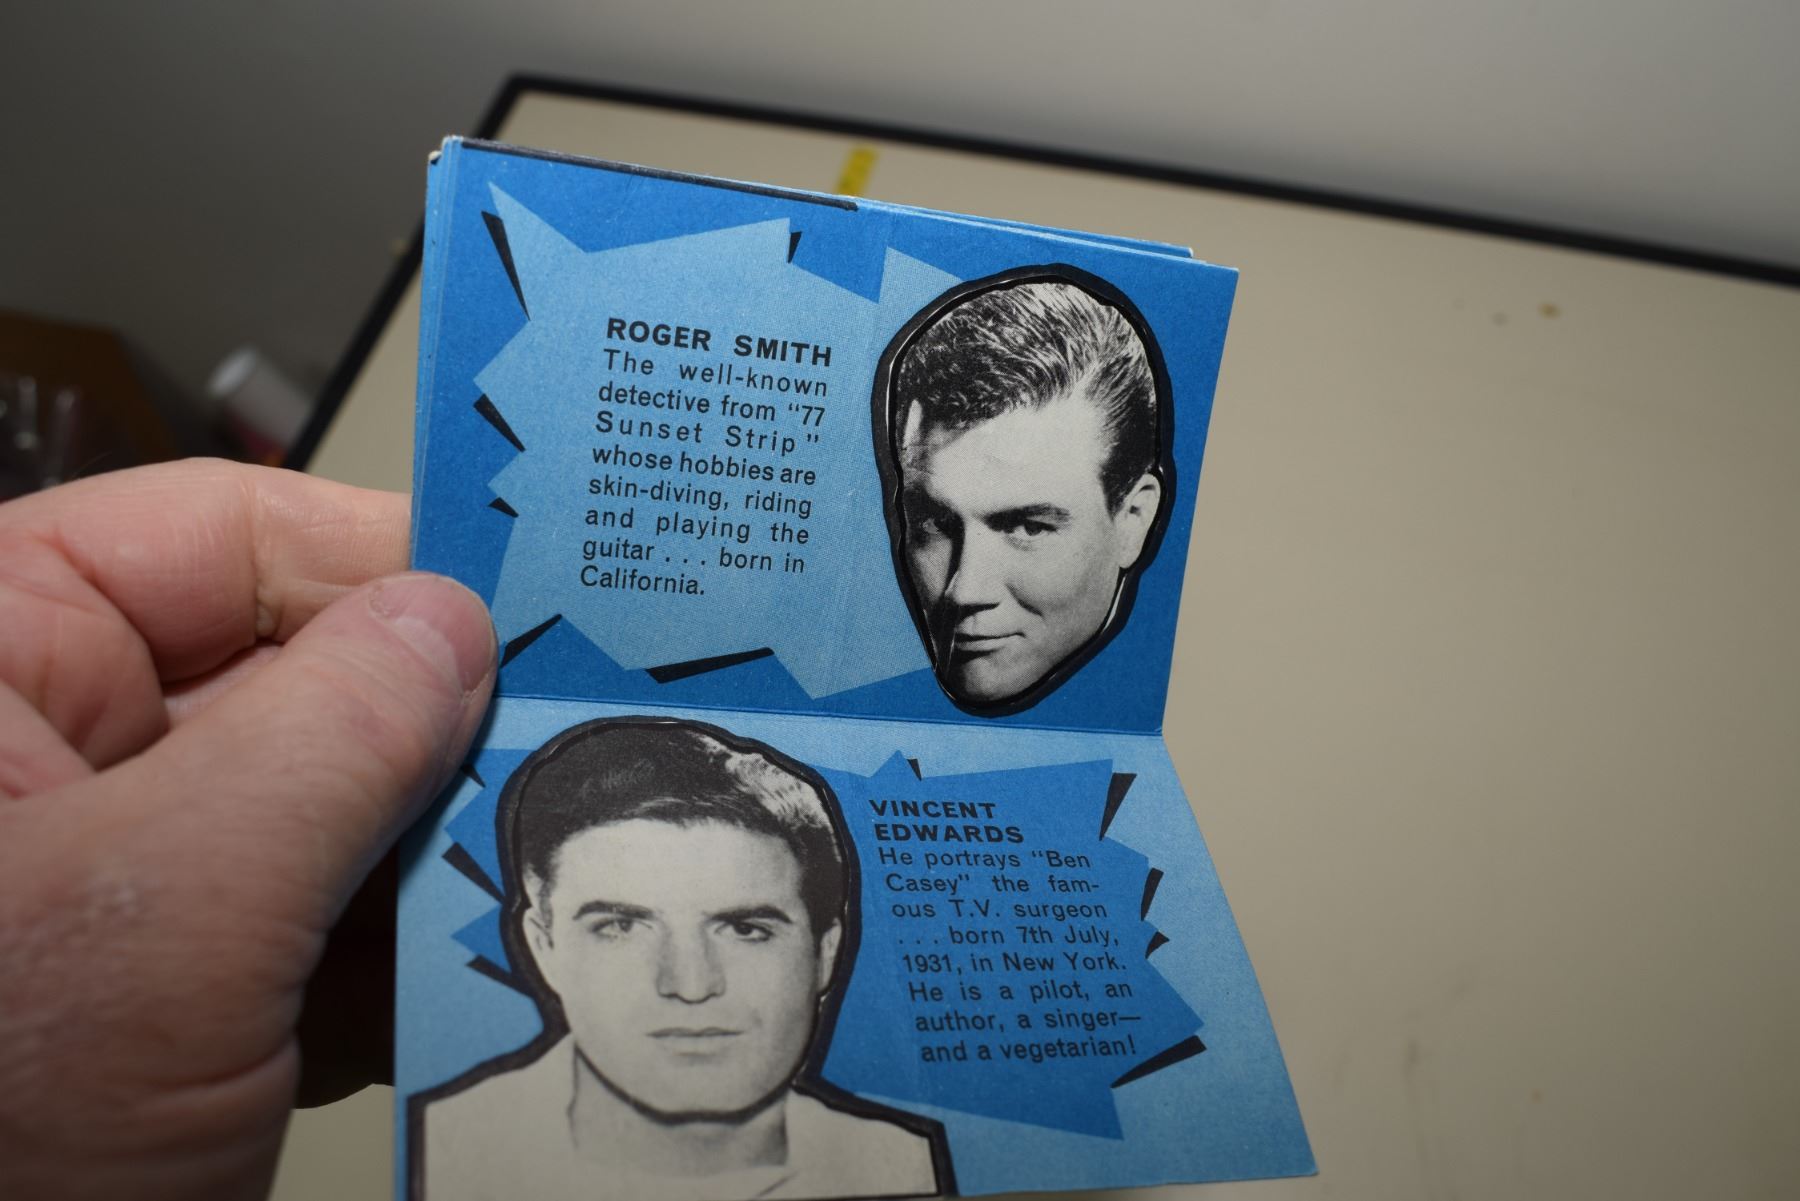 ROGER SMITH
The well-known
detective from "77
Sunset Strip"
whose hobbies are
skin-diving, riding
and playing the
guitar . . . born in
California.
VINCENT
EDWARDS
He portrays "Ben
Casey" the fam-
ous T.V. surgeon
. . . born 7th July,
1931, in New York.
He is a pilot, an
author, a singer—
and a vegetarian!